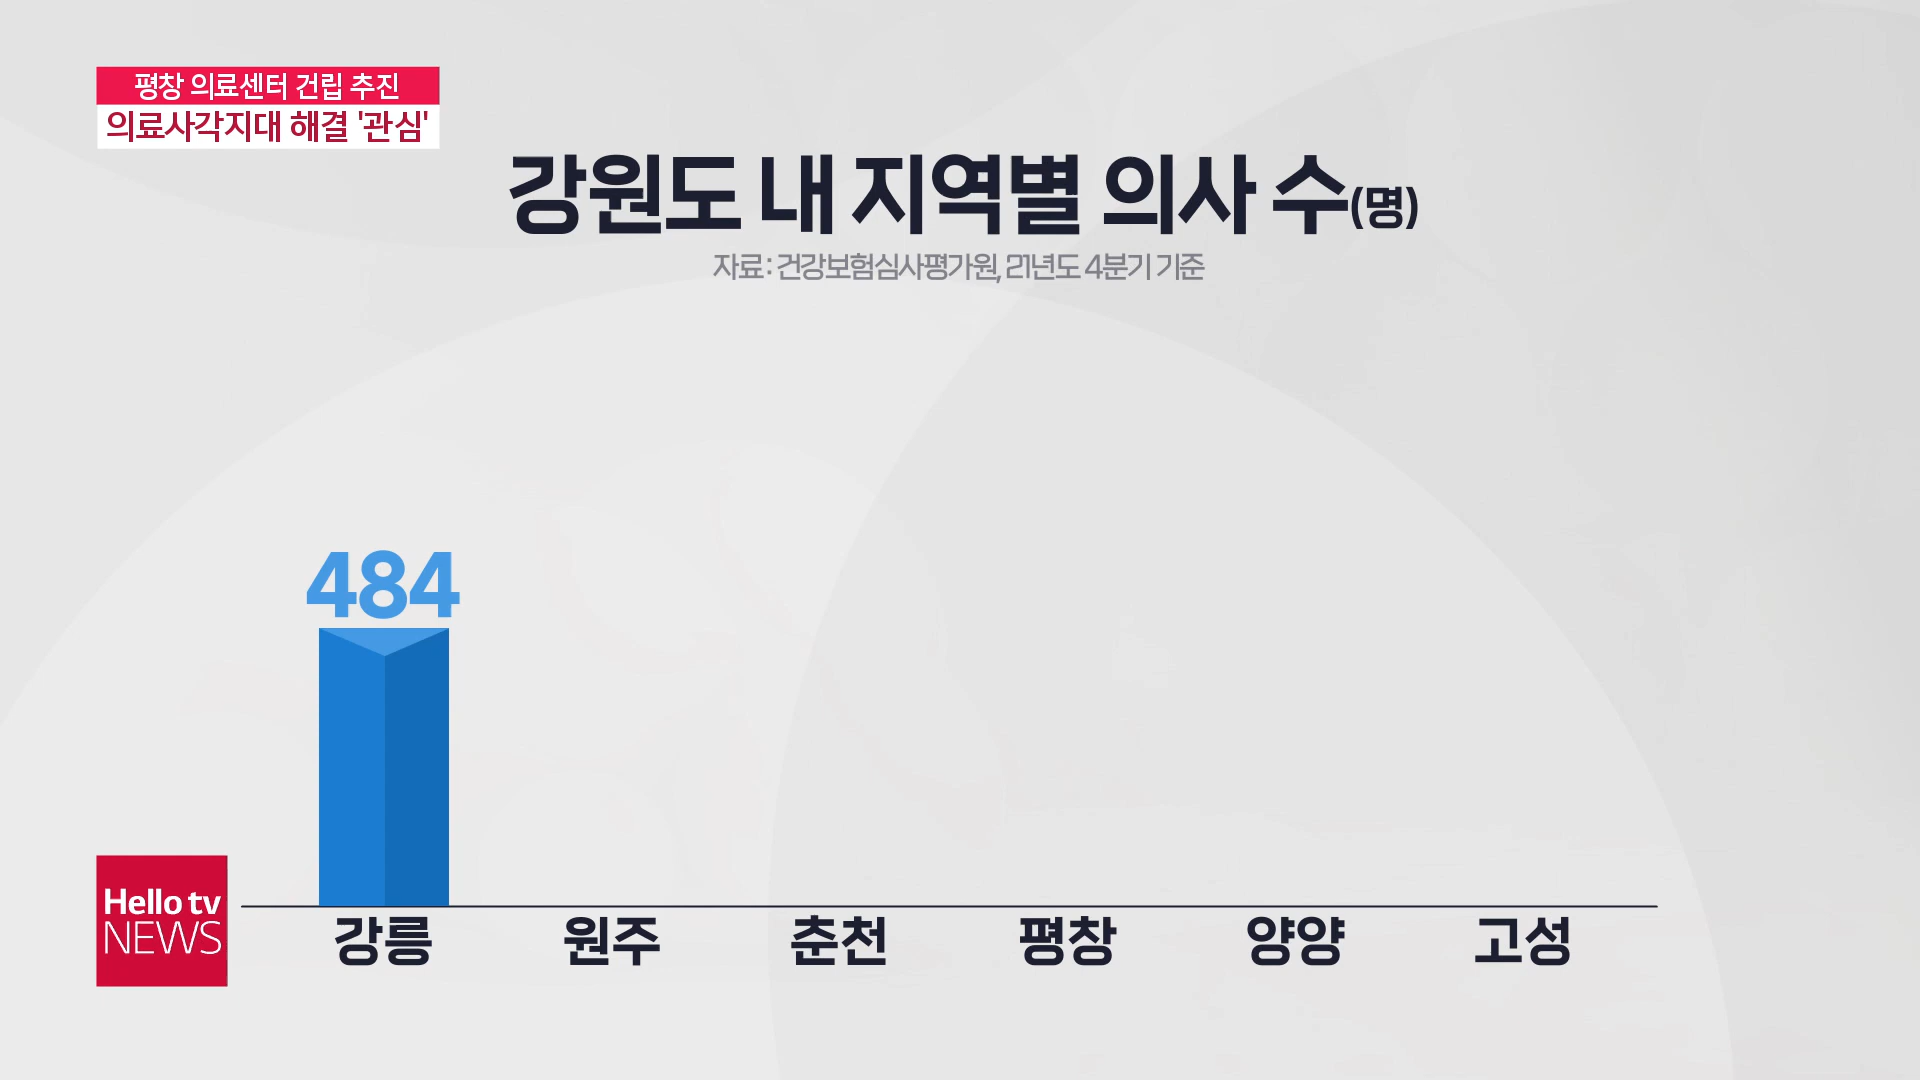 평창 의료센터 건립 추진
의료사각지대 해결 '관심'
강원도 내 지역별 의사 수(명)
자료 : 건강보험심사평가원, 21년도 4분기 기준
484
강릉 원주 춘천 평창 양양 고성
Hello tv
NEWS